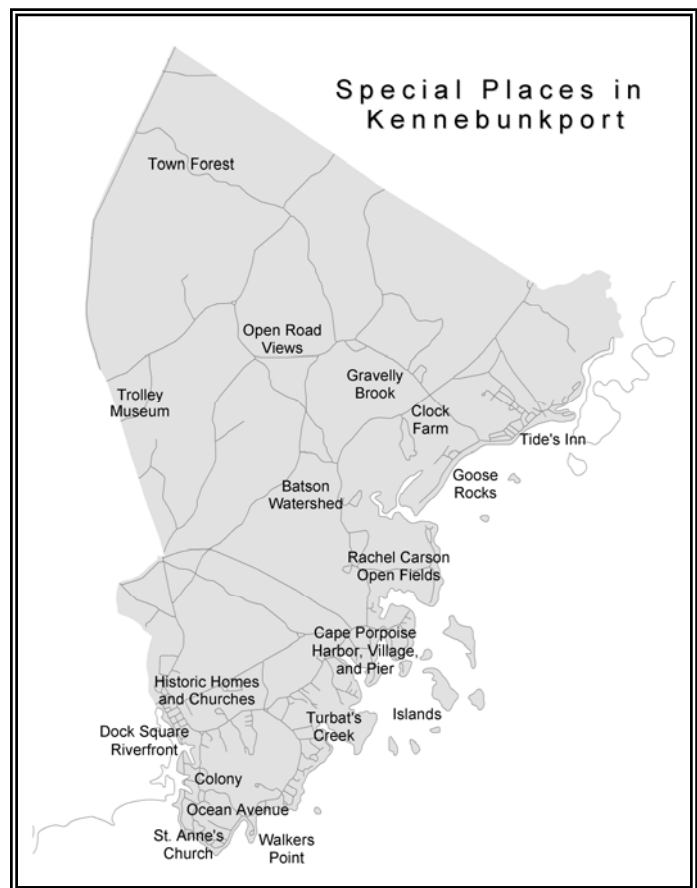 Special Places in
Kennebunkport
Town Forest
Open Road
Views
Gravelly
Brook
Trolley
Museum
Clock
Farm
Tide's Inn
Goose
Rocks
Batson
Watershed
Rachel Carson
Open Fields
Cape Porpoise
Harbor, Village,
and Pier
Historic Homes
and Churches
Islands
Turbat's
Creek
Dock Square
Riverfront
Colony
Ocean Avenue
St. Anne's
Church
Walkers
Point